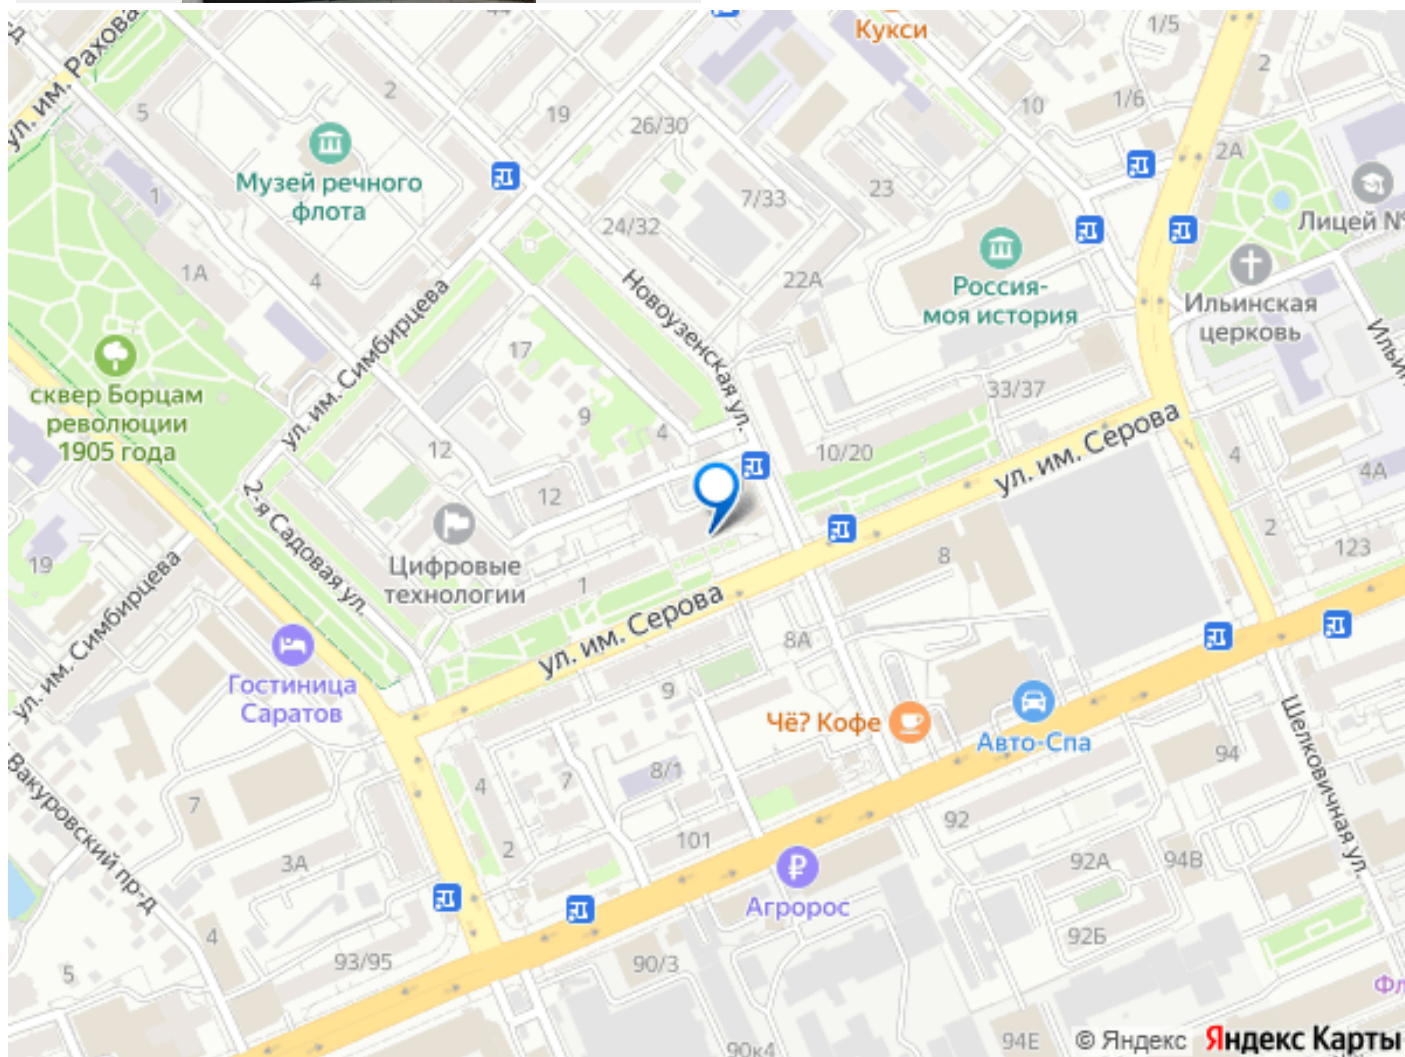 44
Кукси
1/5
ул. им. Рахова
2
2
1/6
10
5
19
26/30
Музей речного
флота
2А
23
7/33
1
Лицей №
24/32
1А
4
22А
Новоузенская ул.
Россия-
моя история
Ильинская
церковь
ул. им. Симбирцева
17
сквер Борцам
революции
1905 года
33/37
9
4
12
10/20
ул. им. Серова
4
4А
2-я Садовая ул.
12
2
19
Цифровые
технологии
8
123
1
ул. им. Симбирцева
ул. им. Серова
8А
Гостиница
Саратов
9
Чё? Кофе
Авто-Спа
Шелковичная ул.
94
8/1
7
4
7
Вакуровский пр-д
92
101
2
3А
92А
94В
Агророс
4
92Б
93/95
90/3
5
94Е
90к4
© Яндекс Яндекс Карты